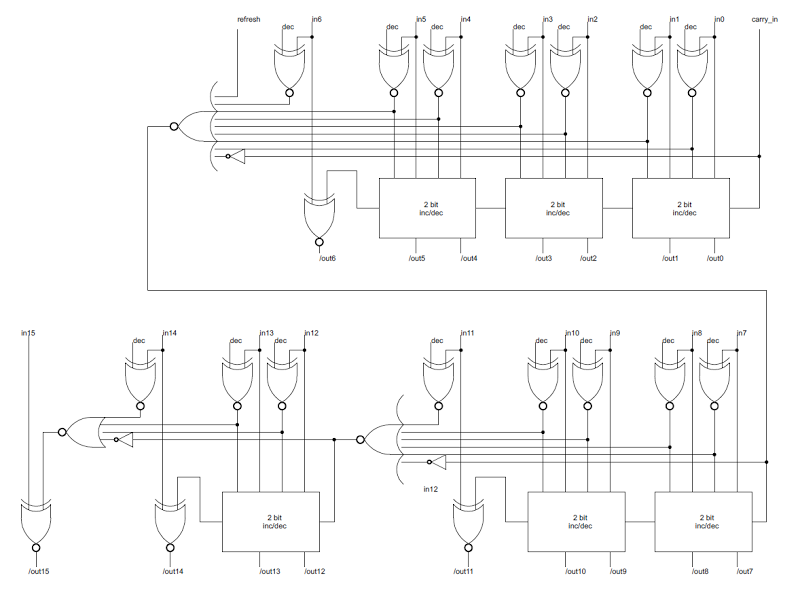 refresh in6 in5 in4 in3 in2 in1 in0 carry_in
dec dec dec dec dec dec dec
2 bit 2 bit 2 bit
inc/dec inc/dec inc/dec
/out6 /out5 /out4 /out3 /out2 /out1 /out0
in15 in14 in13 in12 in11 in10 in9 in8 in7
dec dec dec dec dec dec dec dec
in12
2 bit 2 bit 2 bit
inc/dec inc/dec inc/dec
/out15 /out14 /out13 /out12 /out11 /out10 /out9 /out8 /out7